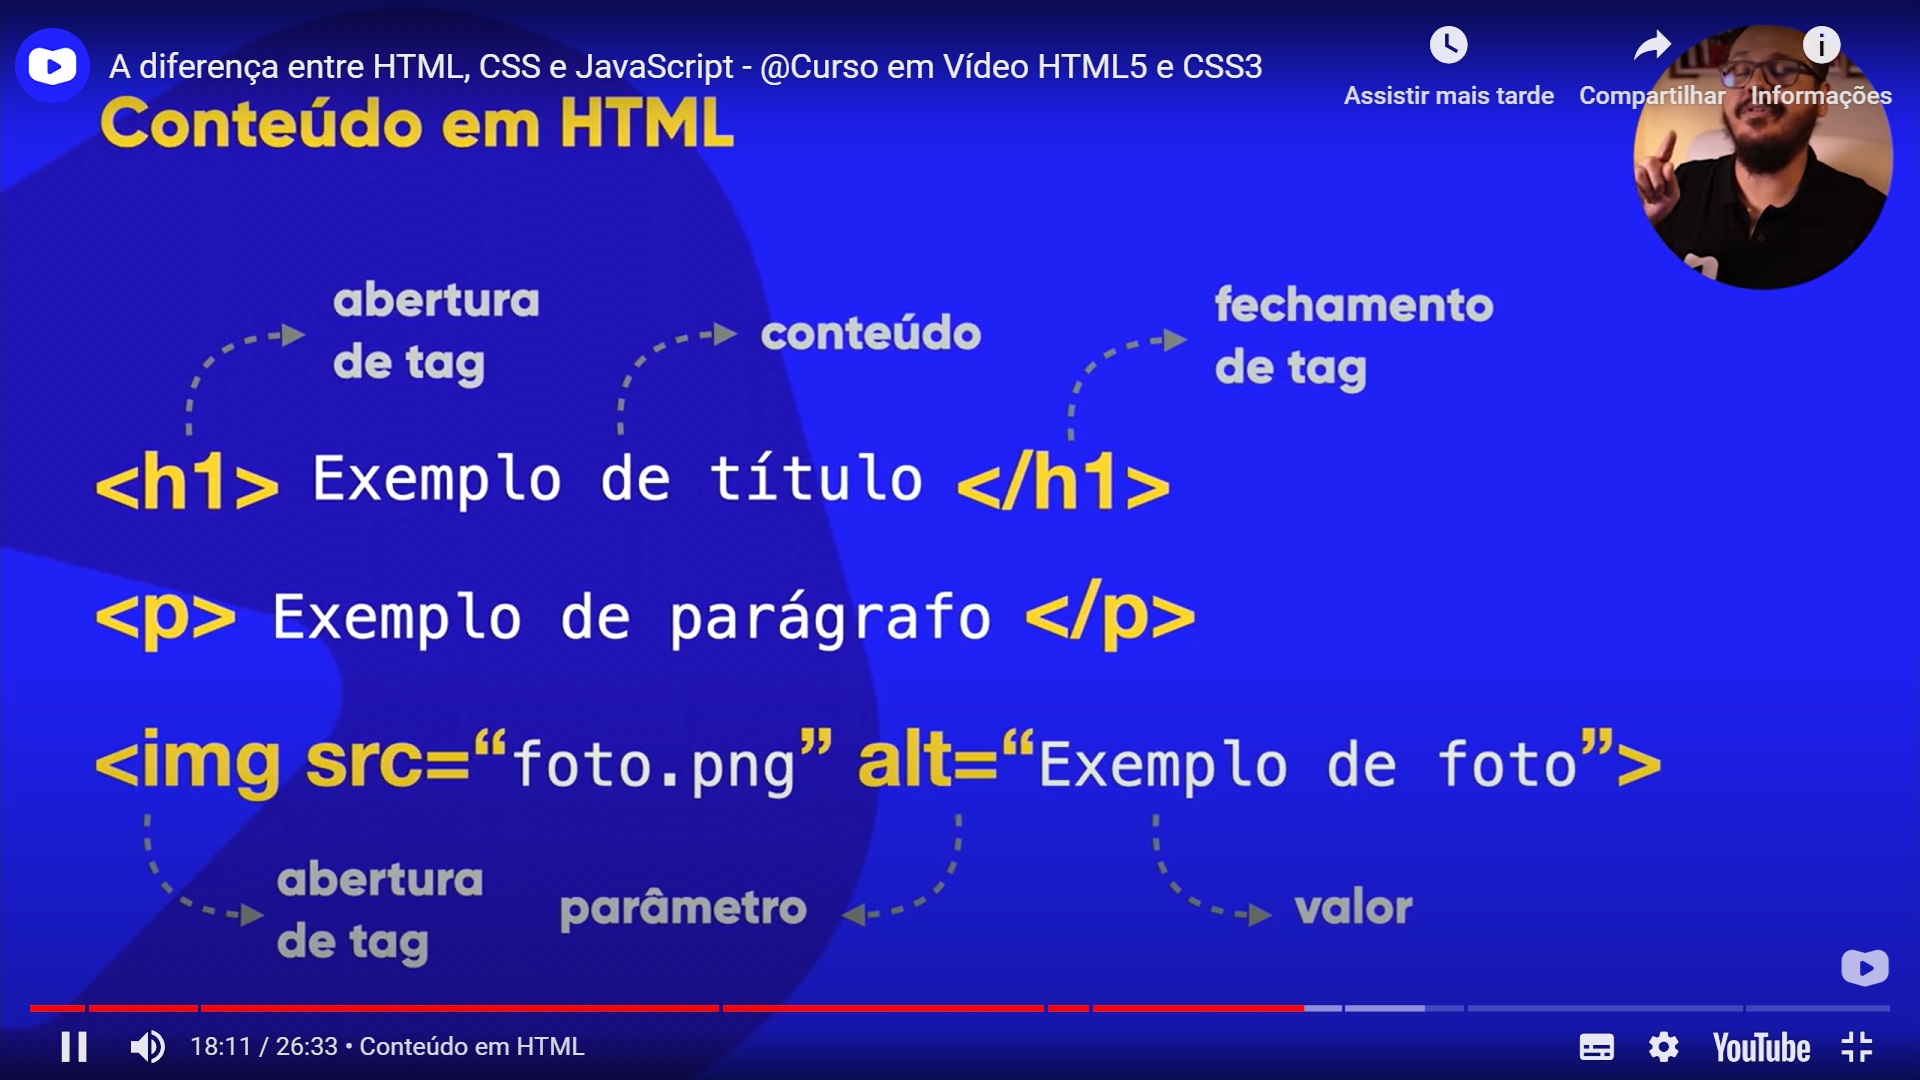 A diferença entre HTML, CSS e JavaScript - @Curso em Vídeo HTML5 e CSS3
Assistir mais tarde
Compartilhar
Informações
Conteúdo em HTML
abertura
de tag
conteúdo
fechamento
de tag
<h1> Exemplo de título </h1>
<p> Exemplo de parágrafo </p>
<img src=“foto.png” alt=“Exemplo de foto”>
abertura
de tag
parâmetro
valor
18:11 / 26:33 • Conteúdo em HTML
YouTube